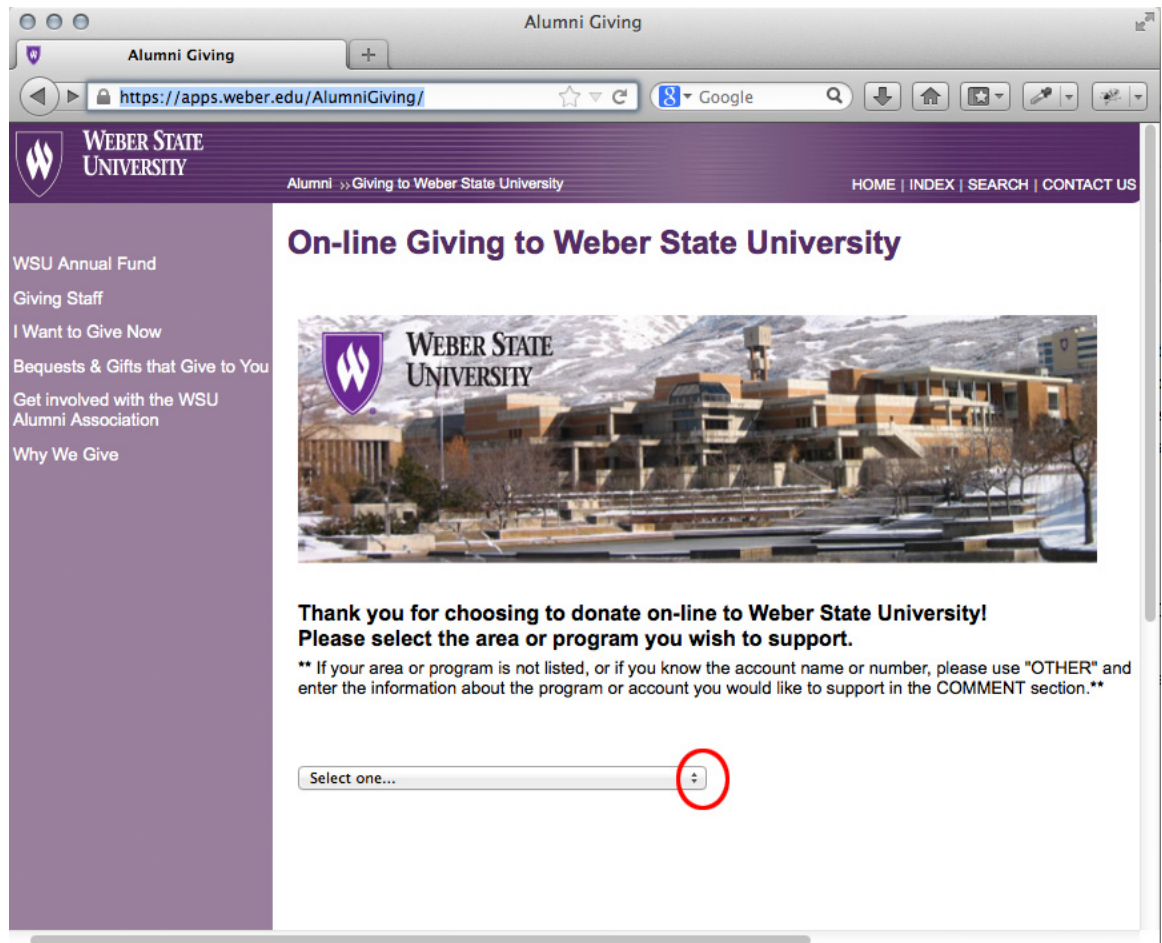 Alumni Giving
Alumni Giving
https://apps.weber.edu/AlumniGiving/
Google
WEBER STATE
UNIVERSITY
Alumni »Giving to Weber State University
HOME | INDEX | SEARCH | CONTACT US
WSU Annual Fund
Giving Staff
I Want to Give Now
Bequests & Gifts that Give to You
Get involved with the WSU
Alumni Association
Why We Give
On-line Giving to Weber State University
WEBER STATE
UNIVERSITY
Thank you for choosing to donate on-line to Weber State University!
Please select the area or program you wish to support.
** If your area or program is not listed, or if you know the account name or number, please use "OTHER" and
enter the information about the program or account you would like to support in the COMMENT section.**
Select one...